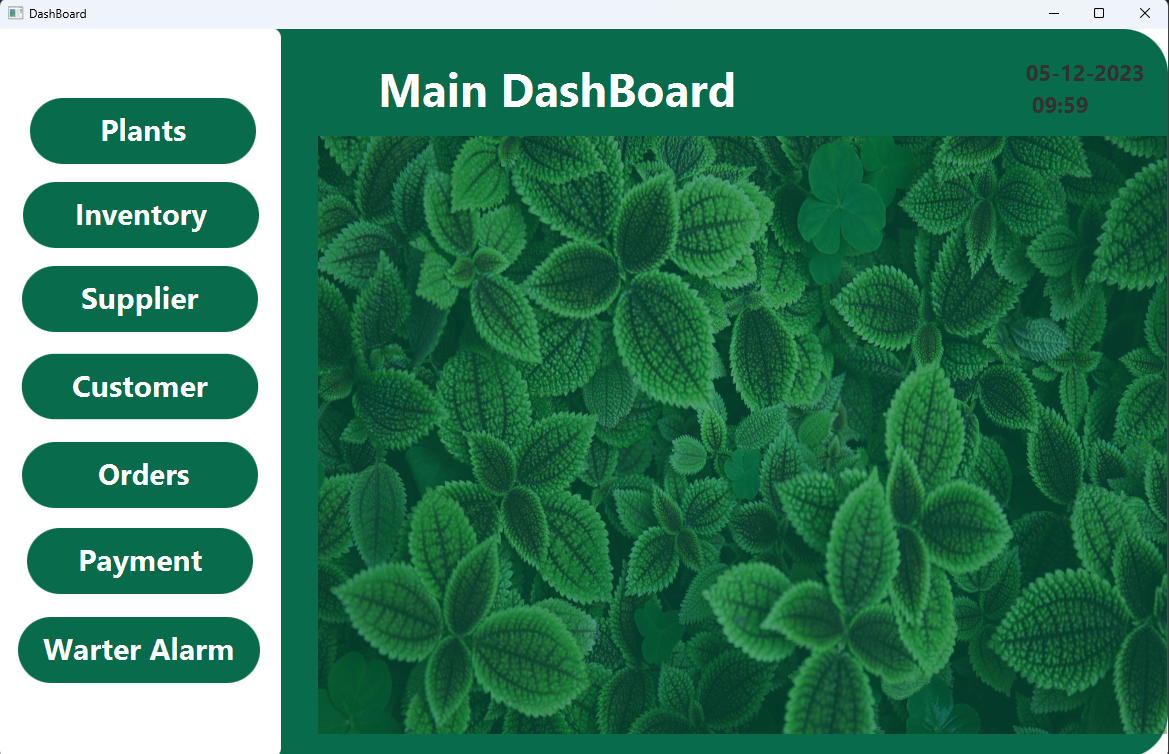 DashBoard
Main DashBoard
05-12-2023
09:59
Plants
Inventory
Supplier
Customer
Orders
Payment
Warter Alarm